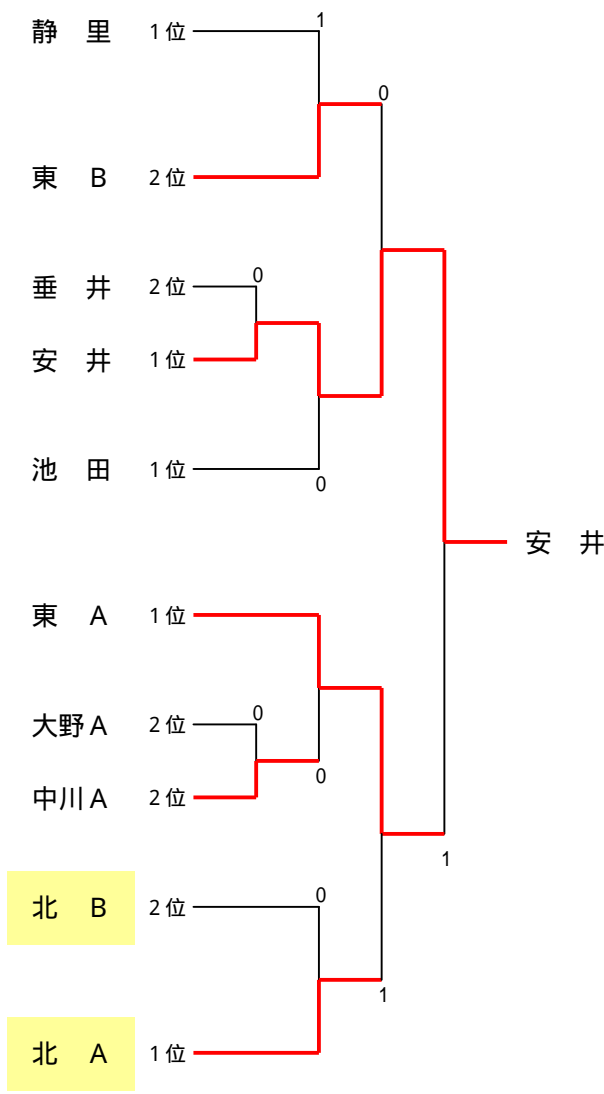 1
静　里　1位
0
東　B　2位
0
垂　井　2位
安　井　1位
池　田　1位
0
安　井
東　A　1位
0
大野A　2位
0
中川A　2位
1
0
北　B　2位
1
北　A　1位